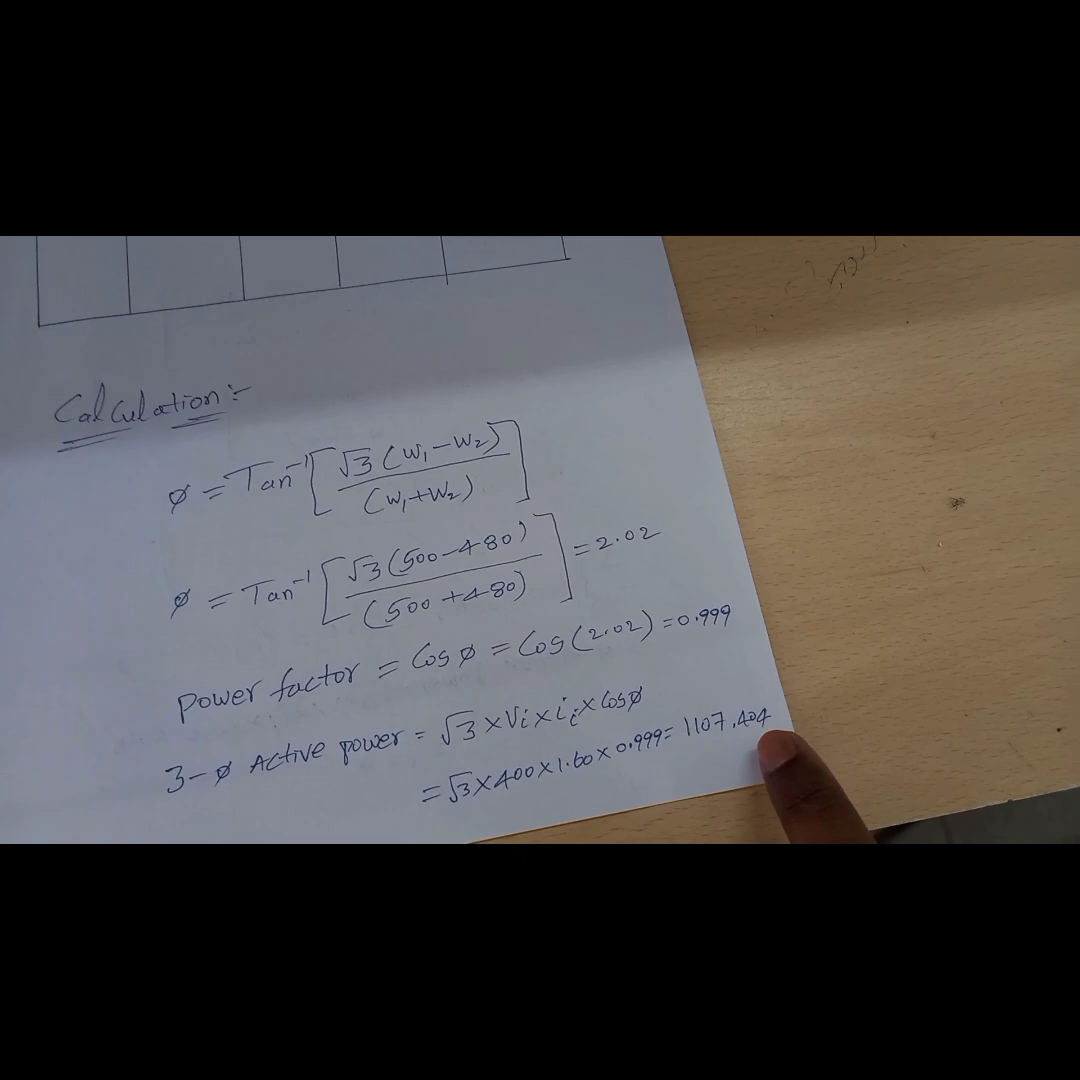 Calculation:-
ø = Tan⁻¹ [ √3 (W₁-W₂) / (W₁+W₂) ]
ø = Tan⁻¹ [ √3 (500-480) / (500+480) ] = 2.02
Power factor = Cos ø = Cos (2.02) = 0.999
3-ø Active power = √3 × Vᵢ × iᵢ × Cosø
= √3 × 400 × 1.60 × 0.999 = 1107.404